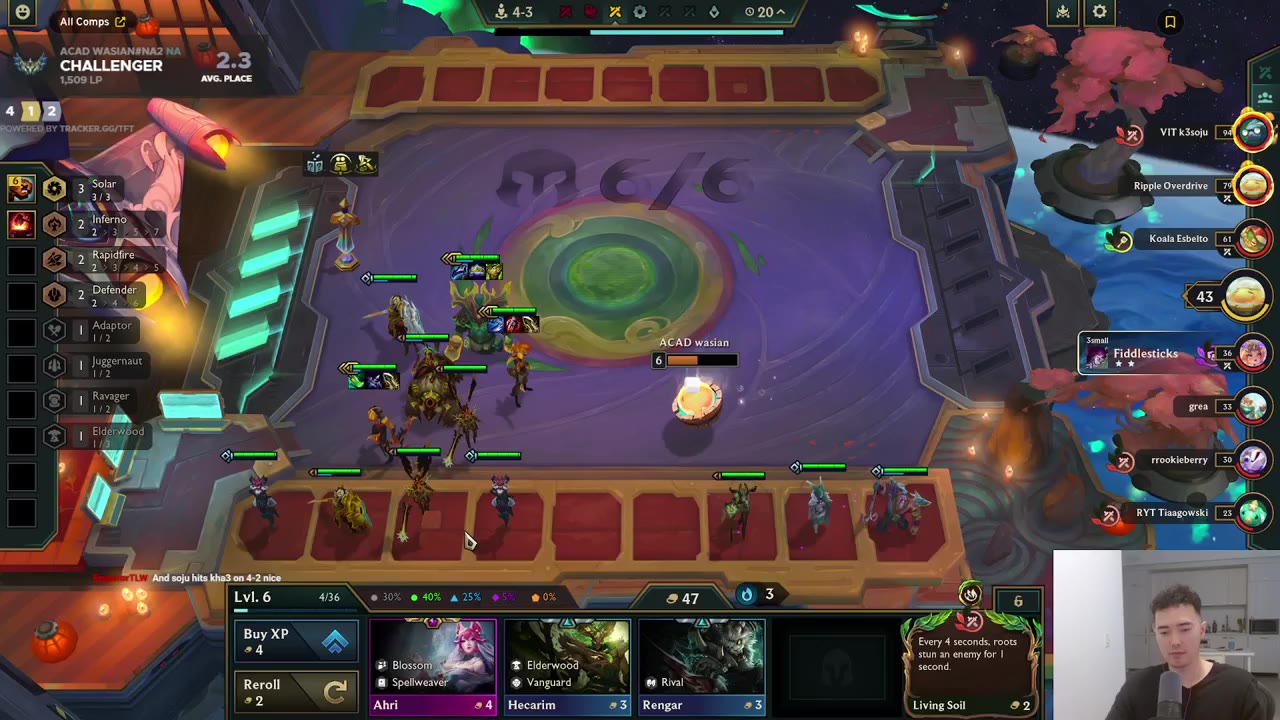 All Comps
ACAD WASIAN#NA2 NA
CHALLENGER
1,509 LP
2.3
AVG. PLACE
4 1 2
POWERED BY TRACKER.GG/TFT
4-3
20
6/6
3 Solar
3 / 3
2 Inferno
2 > 3 > 5 > 7
2 Rapidfire
2 > 3 > 4 > 5
2 Defender
2 > 4 > 6
1 Adaptor
1 / 2
1 Juggernaut
1 / 2
1 Ravager
1 / 2
1 Elderwood
1 / 3
ACAD wasian
6
VIT k3soju 94
Ripple Overdrive 79
Koala Esbelto 61
43
3small
Fiddlesticks
36
grea 33
rrookieberry 30
RYT Tiaagowski 23
And soju hits kha3 on 4-2 nice
Lvl. 6 4/36
30% 40% 25% 5% 0%
47
3
6
Buy XP
4
Reroll
2
Blossom
Spellweaver
Ahri 4
Elderwood
Vanguard
Hecarim 3
Rival
Rengar 3
Every 4 seconds, roots
stun an enemy for 1
second.
Living Soil 2